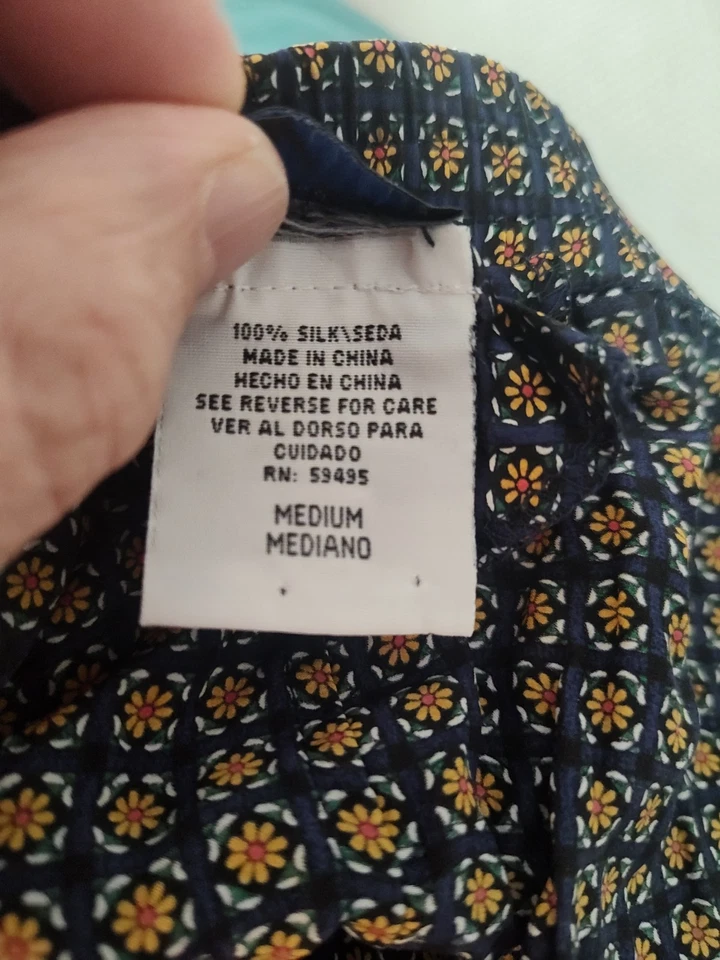 100% SILK\SEDA
MADE IN CHINA
HECHO EN CHINA
SEE REVERSE FOR CARE
VER AL DORSO PARA
CUIDADO
RN: 59495
MEDIUM
MEDIANO